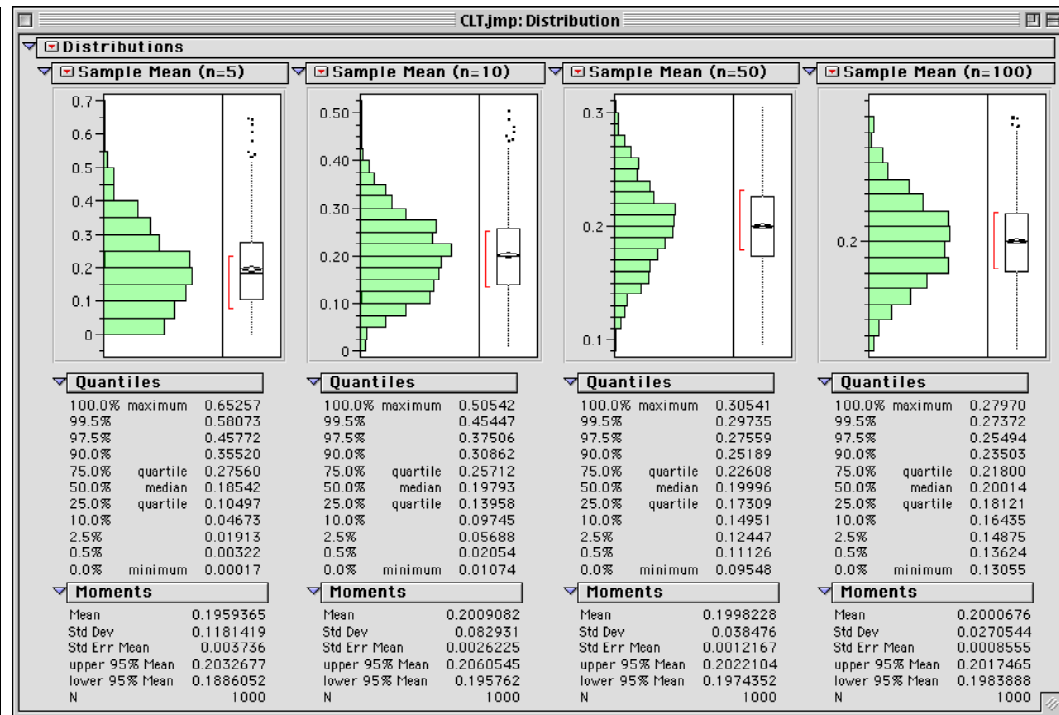 CLT.jmp: Distribution
Distributions
Sample Mean (n=5)
0.7
0.6
0.5
0.4
0.3
0.2
0.1
0
Quantiles
100.0% maximum 0.65257
99.5% 0.58073
97.5% 0.45772
90.0% 0.35520
75.0% quartile 0.27560
50.0% median 0.18542
25.0% quartile 0.10497
10.0% 0.04673
2.5% 0.01913
0.5% 0.00322
0.0% minimum 0.00017
Moments
Mean 0.1959365
Std Dev 0.1181419
Std Err Mean 0.003736
upper 95% Mean 0.2032677
lower 95% Mean 0.1886052
N 1000
Sample Mean (n=10)
0.50
0.40
0.30
0.20
0.10
0
Quantiles
100.0% maximum 0.50542
99.5% 0.45447
97.5% 0.37506
90.0% 0.30862
75.0% quartile 0.25712
50.0% median 0.19793
25.0% quartile 0.13958
10.0% 0.09745
2.5% 0.05688
0.5% 0.02054
0.0% minimum 0.01074
Moments
Mean 0.2009082
Std Dev 0.082931
Std Err Mean 0.0026225
upper 95% Mean 0.2060545
lower 95% Mean 0.195762
N 1000
Sample Mean (n=50)
0.3
0.2
0.1
Quantiles
100.0% maximum 0.30541
99.5% 0.29735
97.5% 0.27559
90.0% 0.25189
75.0% quartile 0.22608
50.0% median 0.19996
25.0% quartile 0.17309
10.0% 0.14951
2.5% 0.12447
0.5% 0.11126
0.0% minimum 0.09548
Moments
Mean 0.1998228
Std Dev 0.038476
Std Err Mean 0.0012167
upper 95% Mean 0.2022104
lower 95% Mean 0.1974352
N 1000
Sample Mean (n=100)
0.2
Quantiles
100.0% maximum 0.27970
99.5% 0.27372
97.5% 0.25494
90.0% 0.23503
75.0% quartile 0.21800
50.0% median 0.20014
25.0% quartile 0.18121
10.0% 0.16435
2.5% 0.14875
0.5% 0.13624
0.0% minimum 0.13055
Moments
Mean 0.2000676
Std Dev 0.0270544
Std Err Mean 0.0008555
upper 95% Mean 0.2017465
lower 95% Mean 0.1983888
N 1000